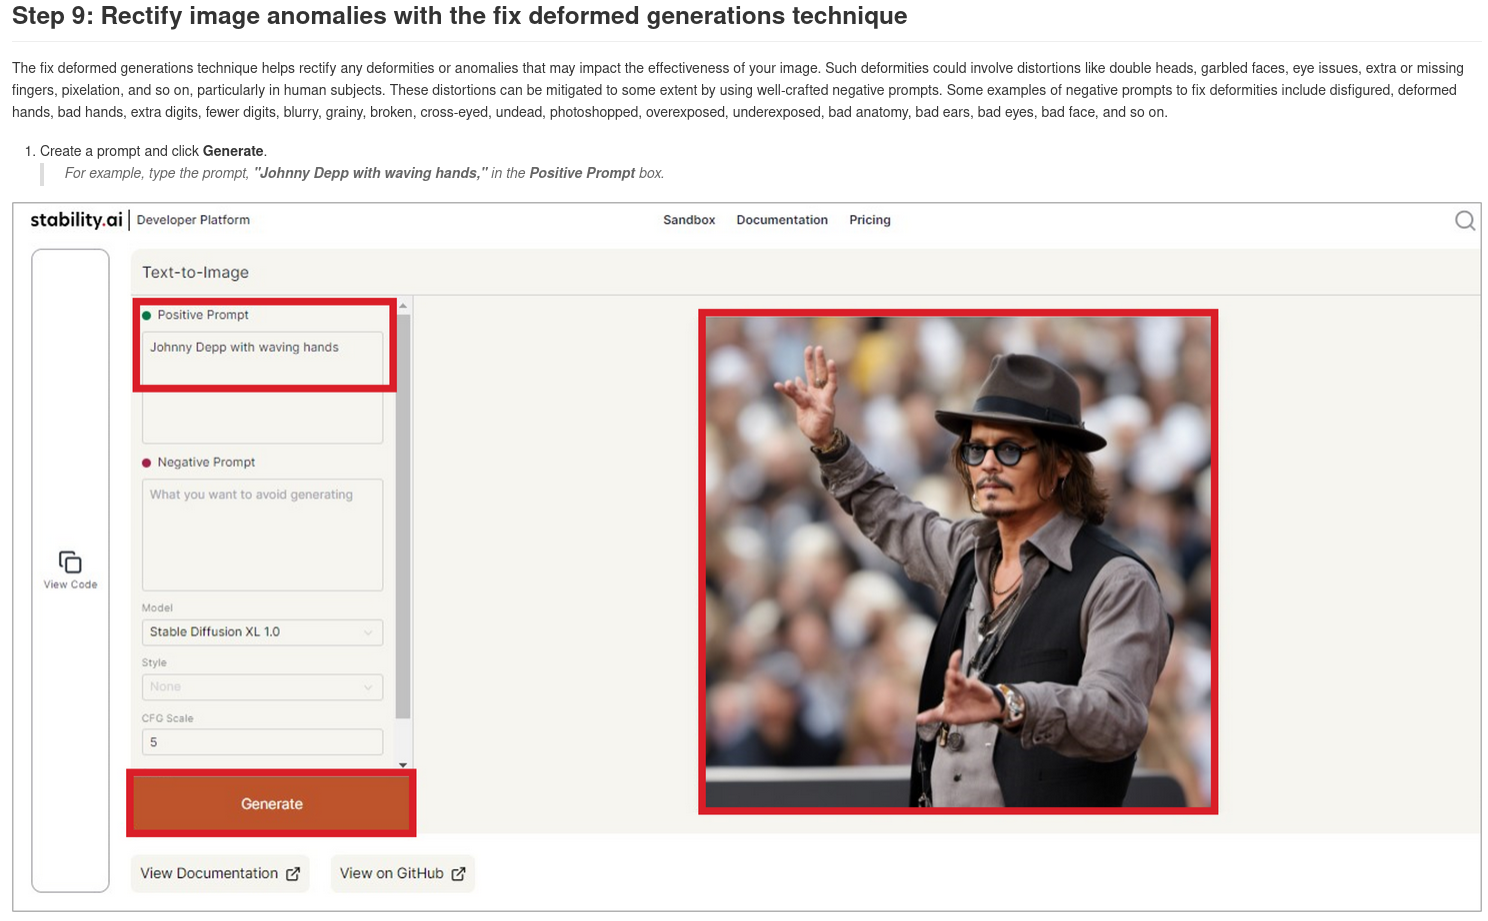 Step 9: Rectify image anomalies with the fix deformed generations technique
The fix deformed generations technique helps rectify any deformities or anomalies that may impact the effectiveness of your image. Such deformities could involve distortions like double heads, garbled faces, eye issues, extra or missing
fingers, pixelation, and so on, particularly in human subjects. These distortions can be mitigated to some extent by using well-crafted negative prompts. Some examples of negative prompts to fix deformities include disfigured, deformed
hands, bad hands, extra digits, fewer digits, blurry, grainy, broken, cross-eyed, undead, photoshopped, overexposed, underexposed, bad anatomy, bad ears, bad eyes, bad face, and so on.
1. Create a prompt and click Generate.
For example, type the prompt, "Johnny Depp with waving hands," in the Positive Prompt box.
stability.ai | Developer Platform
Sandbox Documentation Pricing
Text-to-Image
Positive Prompt
Johnny Depp with waving hands
Negative Prompt
What you want to avoid generating
View Code
Model
Stable Diffusion XL 1.0
Style
None
CFG Scale
5
Generate
View Documentation
View on GitHub